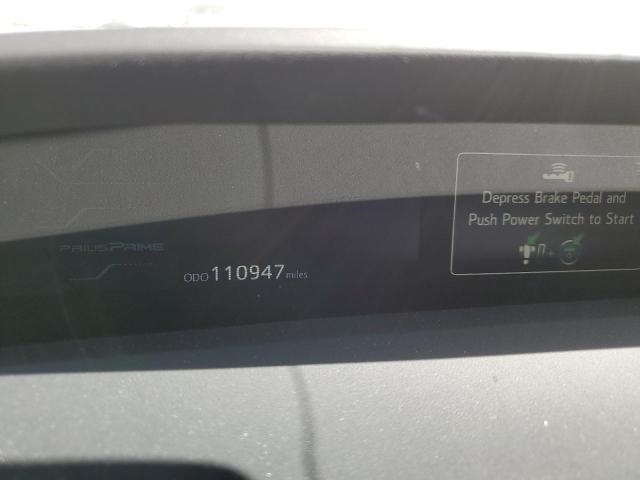 Depress Brake Pedal and
Push Power Switch to Start
PRIUS PRIME
ODO 110947 miles